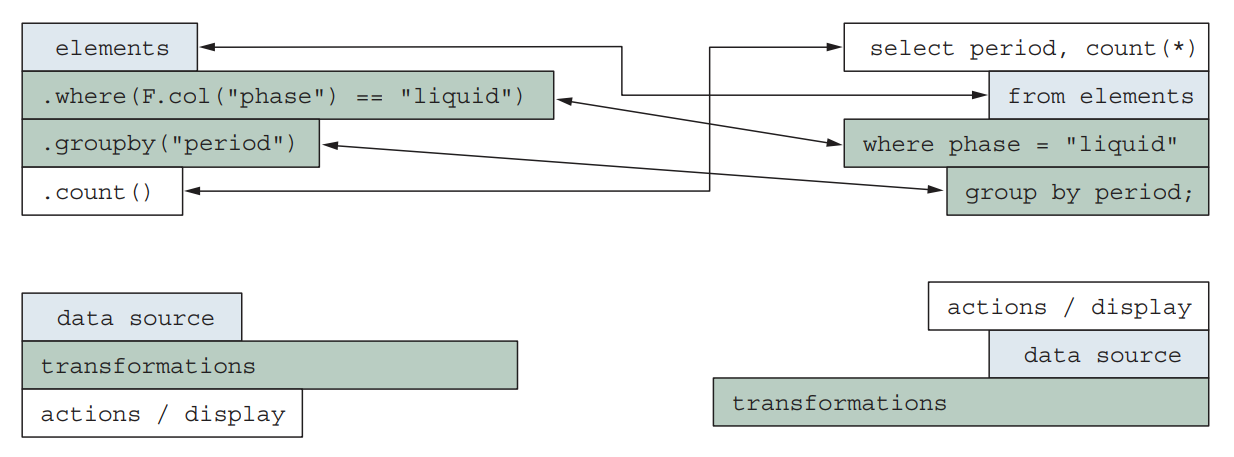 elements
.where(F.col("phase") == "liquid")
.groupby("period")
.count()
select period, count(*)
from elements
where phase = "liquid"
group by period;
data source
transformations
actions / display
actions / display
data source
transformations